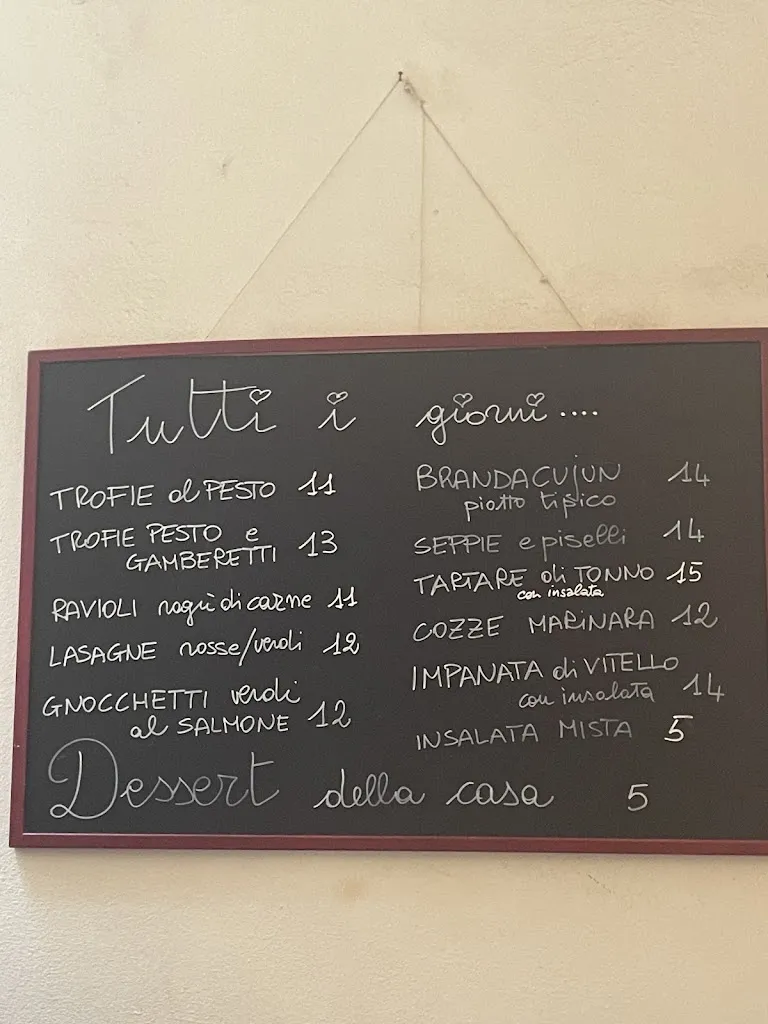 Tutti i giorni....
TROFIE al PESTO 11
TROFIE PESTO e
GAMBERETTI 13
RAVIOLI ragù di carne 11
LASAGNE rosse/verdi 12
GNOCCHETTI verdi
al SALMONE 12
BRANDACUJUN 14
piatto tipico
SEPPIE e piselli 14
TARTARE di TONNO 15
con insalata
COZZE MARINARA 12
IMPANATA di VITELLO
con insalata 14
INSALATA MISTA 5
Dessert della casa 5